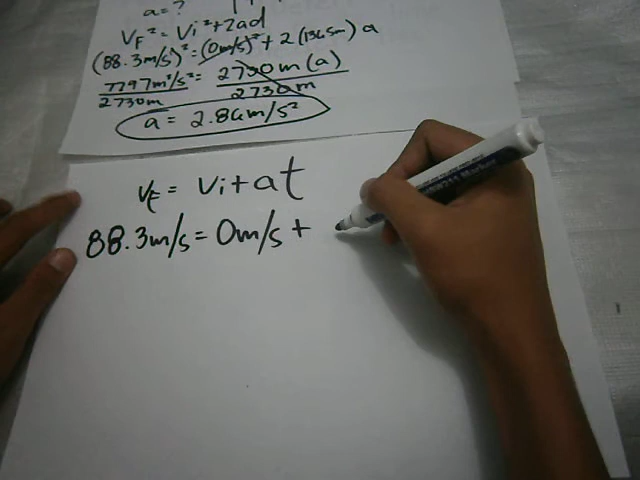 a = ?
VF² = Vi² + 2ad
(88.3m/s)² = (0m/s)² + 2(1365m) a
7797m²/s² = 2730m (a)
2730m 2730m
a = 2.86m/s²
VF = Vi + at
88.3m/s = 0m/s +